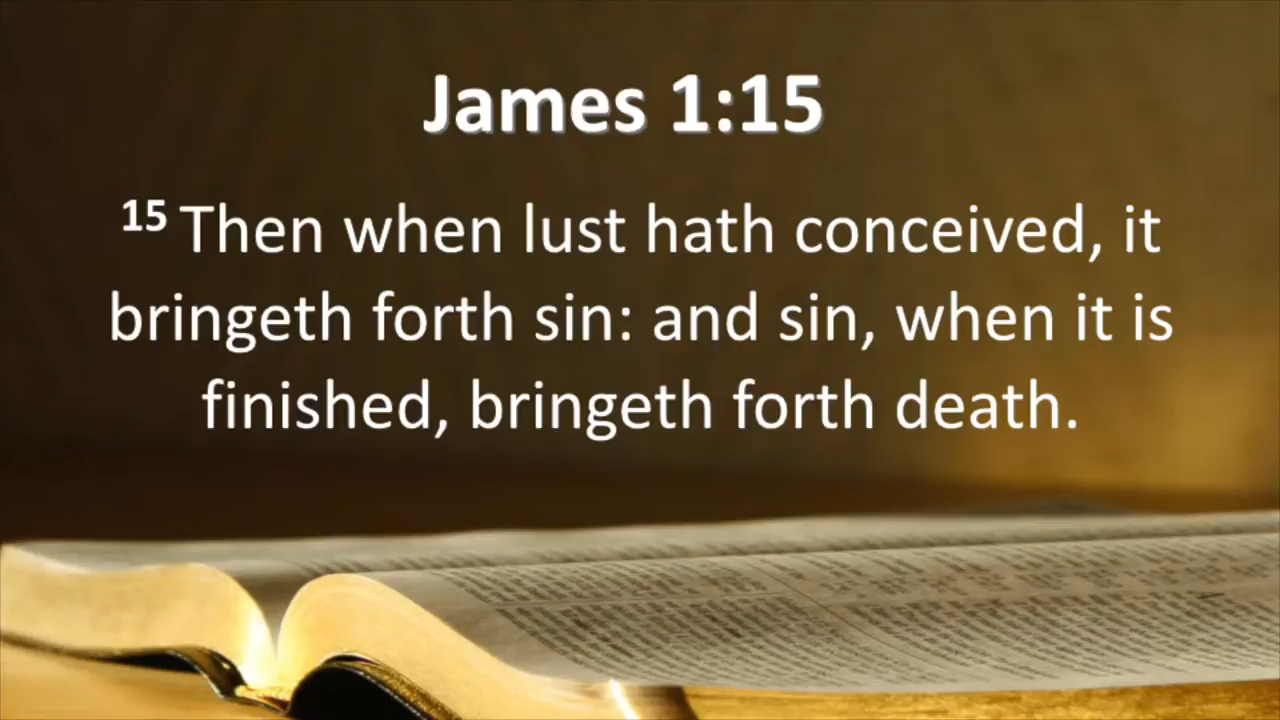 James 1:15
15 Then when lust hath conceived, it
bringeth forth sin: and sin, when it is
finished, bringeth forth death.